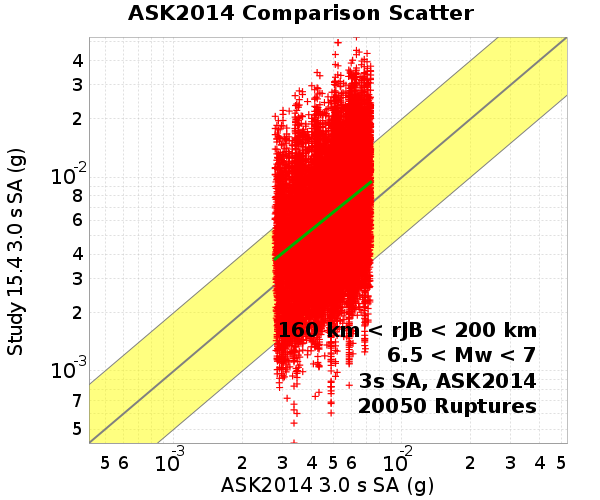 ASK2014 Comparison Scatter
Study 15.4 3.0 s SA (g)
4
3
2
10-2
8
6
4
3
2
10-3
8
7
6
5
160 km < rJB < 200 km
6.5 < Mw < 7
3s SA, ASK2014
20050 Ruptures
5 6 10-3 2 3 4 5 6 10-2 2 3 4 5
ASK2014 3.0 s SA (g)